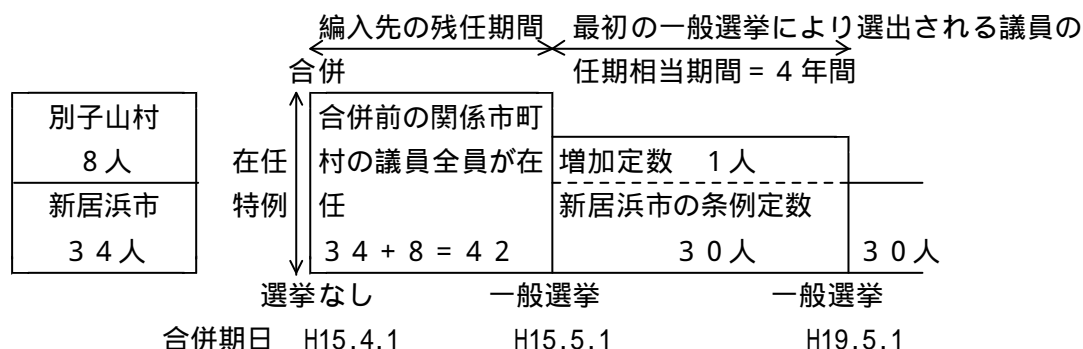 編入先の残任期間 最初の一般選挙により選出される議員の
合併 任期相当期間=4年間
別子山村 合併前の関係市町
8人 在任 村の議員全員が在 増加定数 1人
新居浜市 特例 任 新居浜市の条例定数
34人 34+8=42 30人 30人
選挙なし 一般選挙 一般選挙
合併期日 H15.4.1 H15.5.1 H19.5.1